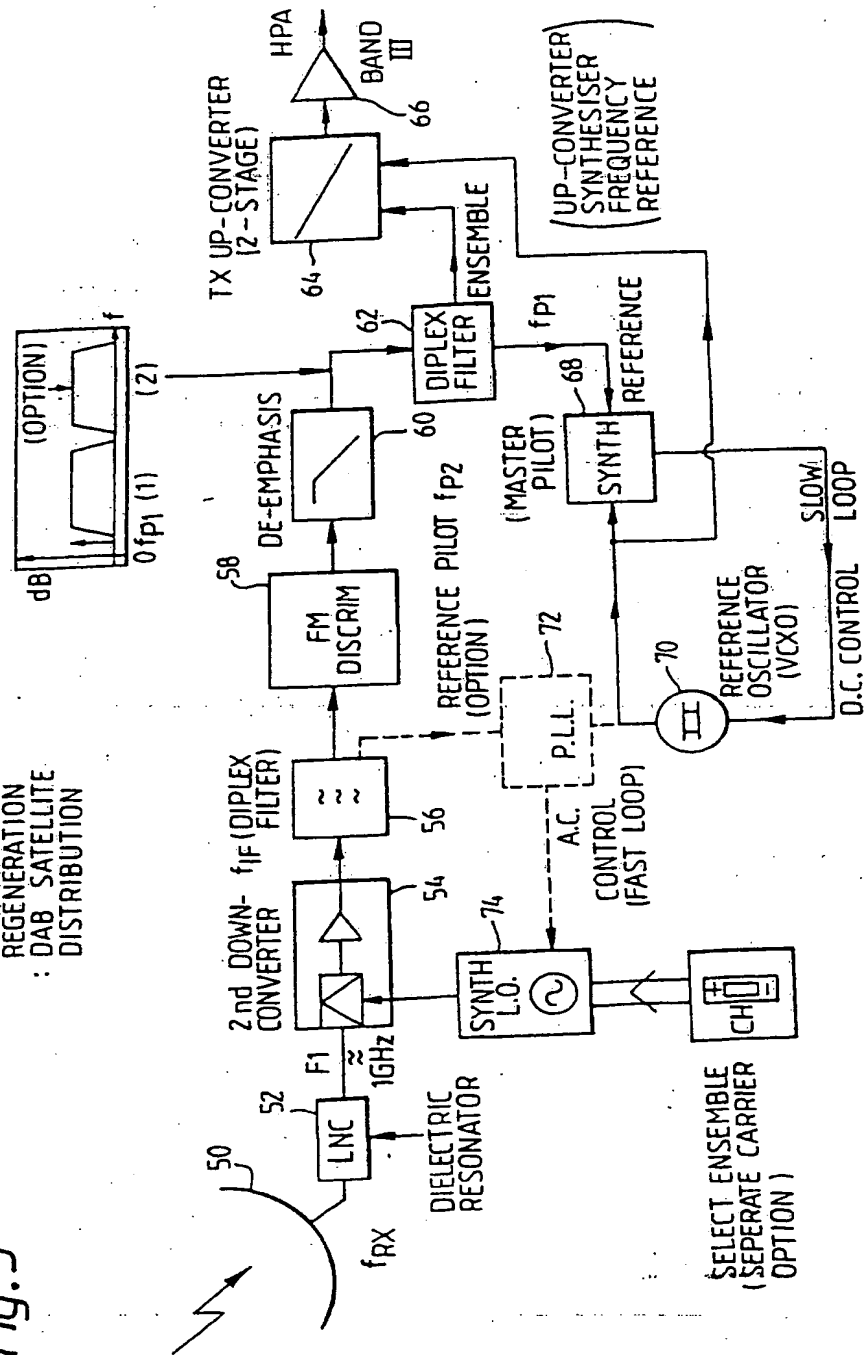 Fig.5
REGENERATION
: DAB SATELLITE
DISTRIBUTION
dB
(OPTION)
f
0 fP1 (1)
(2)
TX UP-CONVERTER
(2-STAGE)
HPA
BAND
III
64
66
50
fRX
52
LNC
DIELECTRIC
RESONATOR
F1
≈
1GHz
2nd DOWN-
CONVERTER
54
fIF (DIPLEX
FILTER)
~
~
~
56
58
FM
DISCRIM
DE-EMPHASIS
60
62
DIPLEX
FILTER
ENSEMBLE
fP1
REFERENCE PILOT fP2
(OPTION)
72
P.L.L.
A.C.
CONTROL
(FAST LOOP)
74
SYNTH
L.O.
CH
+
-
SELECT ENSEMBLE
(SEPERATE CARRIER
OPTION)
(MASTER
PILOT)
68
SYNTH
REFERENCE
70
REFERENCE
OSCILLATOR
(VCXO)
SLOW
LOOP
D.C. CONTROL
(UP-CONVERTER
SYNTHESISER
FREQUENCY
REFERENCE)